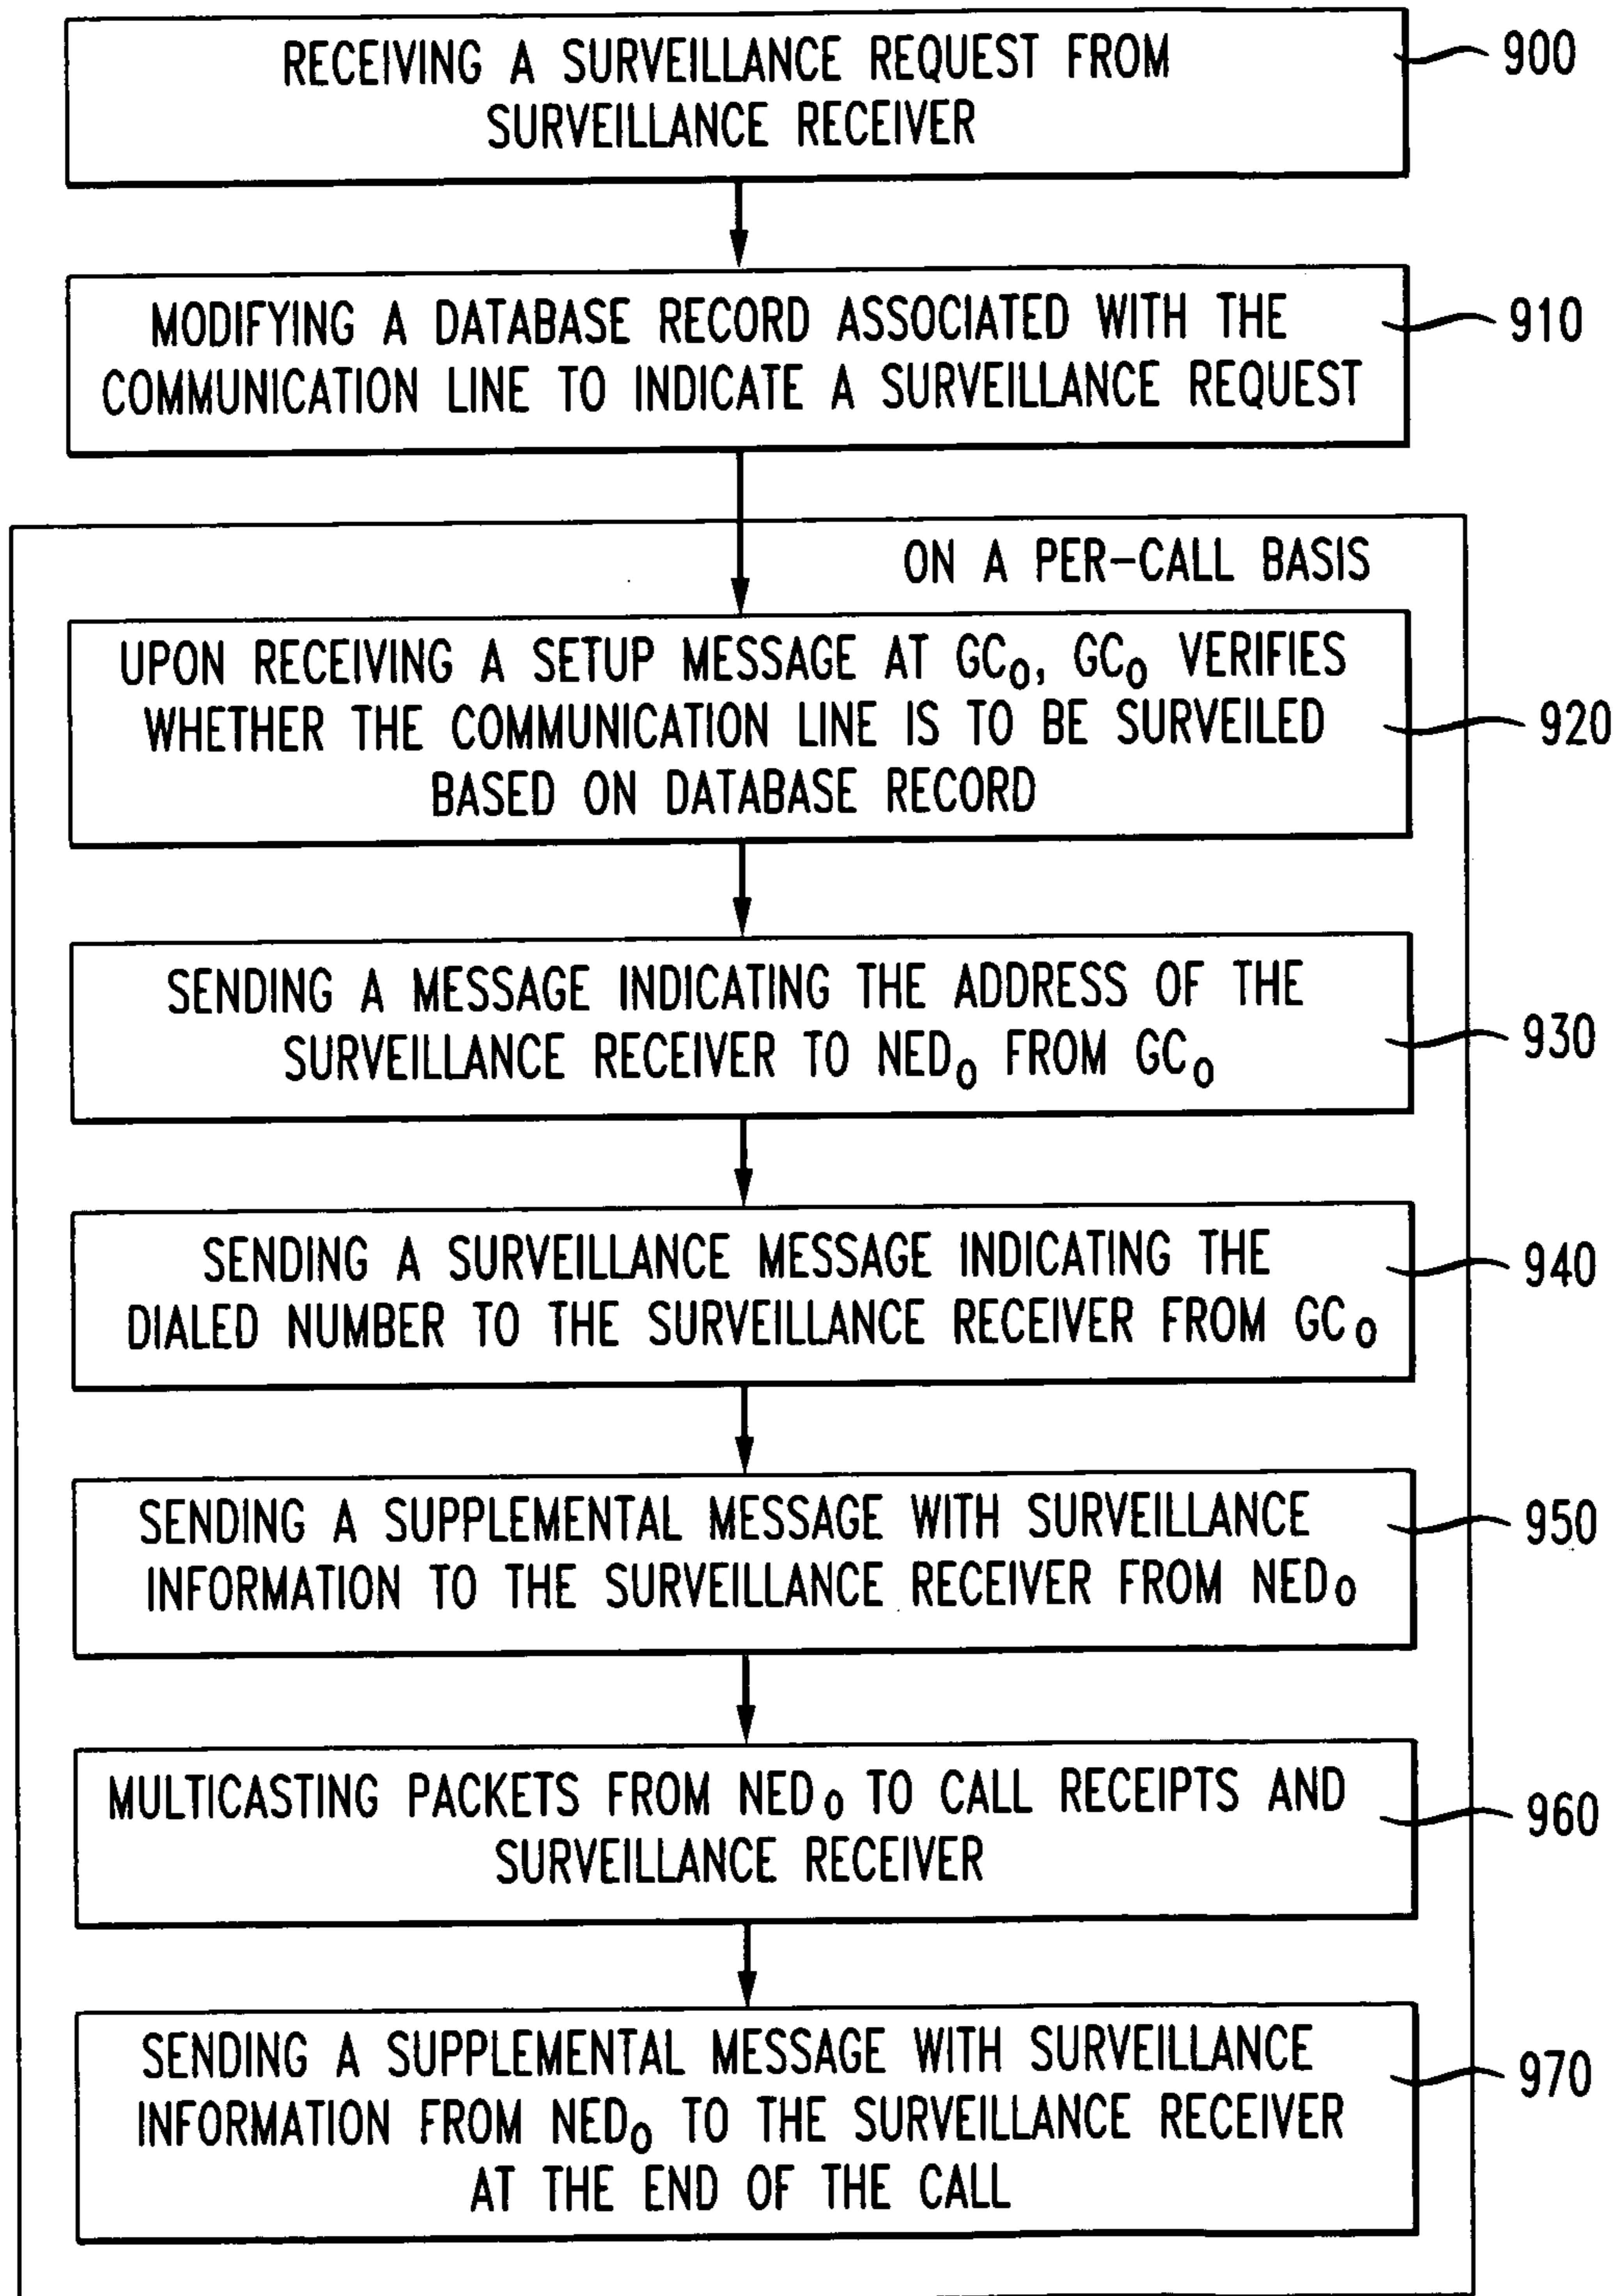 RECEIVING A SURVEILLANCE REQUEST FROM
SURVEILLANCE RECEIVER
900
MODIFYING A DATABASE RECORD ASSOCIATED WITH THE
COMMUNICATION LINE TO INDICATE A SURVEILLANCE REQUEST
910
ON A PER-CALL BASIS
UPON RECEIVING A SETUP MESSAGE AT GC₀, GC₀ VERIFIES
WHETHER THE COMMUNICATION LINE IS TO BE SURVEILED
BASED ON DATABASE RECORD
920
SENDING A MESSAGE INDICATING THE ADDRESS OF THE
SURVEILLANCE RECEIVER TO NED₀ FROM GC₀
930
SENDING A SURVEILLANCE MESSAGE INDICATING THE
DIALED NUMBER TO THE SURVEILLANCE RECEIVER FROM GC₀
940
SENDING A SUPPLEMENTAL MESSAGE WITH SURVEILLANCE
INFORMATION TO THE SURVEILLANCE RECEIVER FROM NED₀
950
MULTICASTING PACKETS FROM NED₀ TO CALL RECEIPTS AND
SURVEILLANCE RECEIVER
960
SENDING A SUPPLEMENTAL MESSAGE WITH SURVEILLANCE
INFORMATION FROM NED₀ TO THE SURVEILLANCE RECEIVER
AT THE END OF THE CALL
970